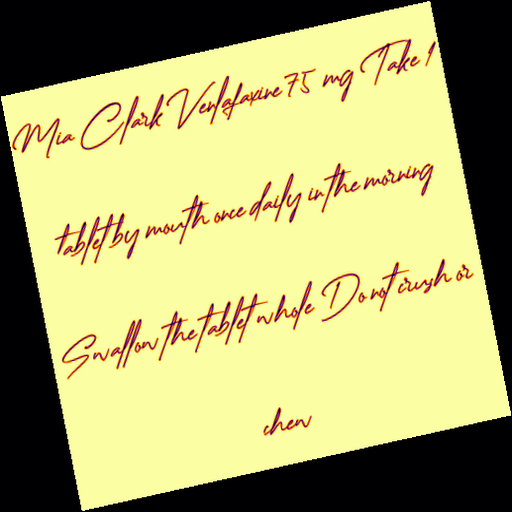 Mia Clark Venlafaxine 75 mg Take 1
tablet by mouth once daily in the morning
Swallow the tablet whole Do not crush or
chew